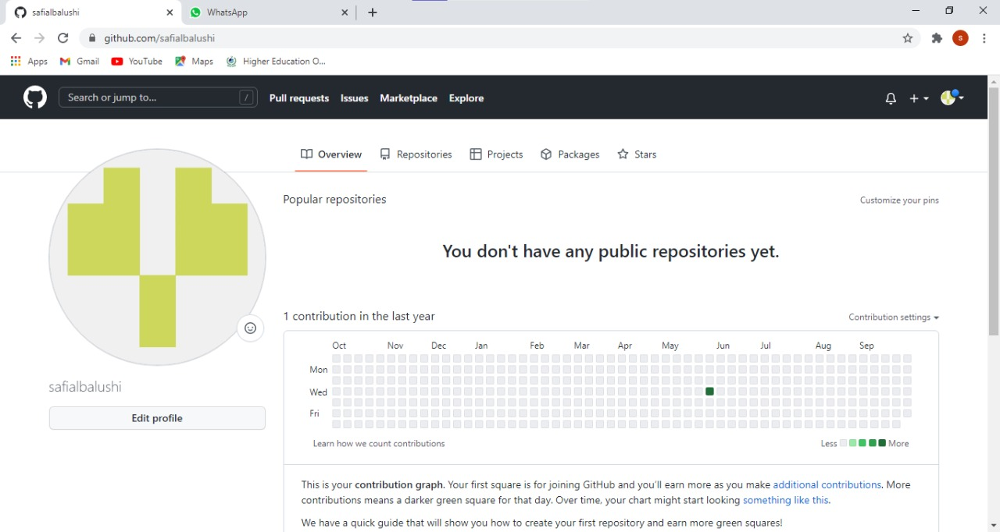 safialbalushi
WhatsApp
github.com/safialbalushi
S
Apps
Gmail
YouTube
Maps
Higher Education O...
Search or jump to...
/
Pull requests
Issues
Marketplace
Explore
Overview
Repositories
Projects
Packages
Stars
Popular repositories
Customize your pins
You don't have any public repositories yet.
1 contribution in the last year
Contribution settings
Oct Nov Dec Jan Feb Mar Apr May Jun Jul Aug Sep
Mon
Wed
Fri
Learn how we count contributions
Less
More
safialbalushi
Edit profile
This is your contribution graph. Your first square is for joining GitHub and you'll earn more as you make additional contributions. More
contributions means a darker green square for that day. Over time, your chart might start looking something like this.
We have a quick guide that will show you how to create your first repository and earn more green squares!